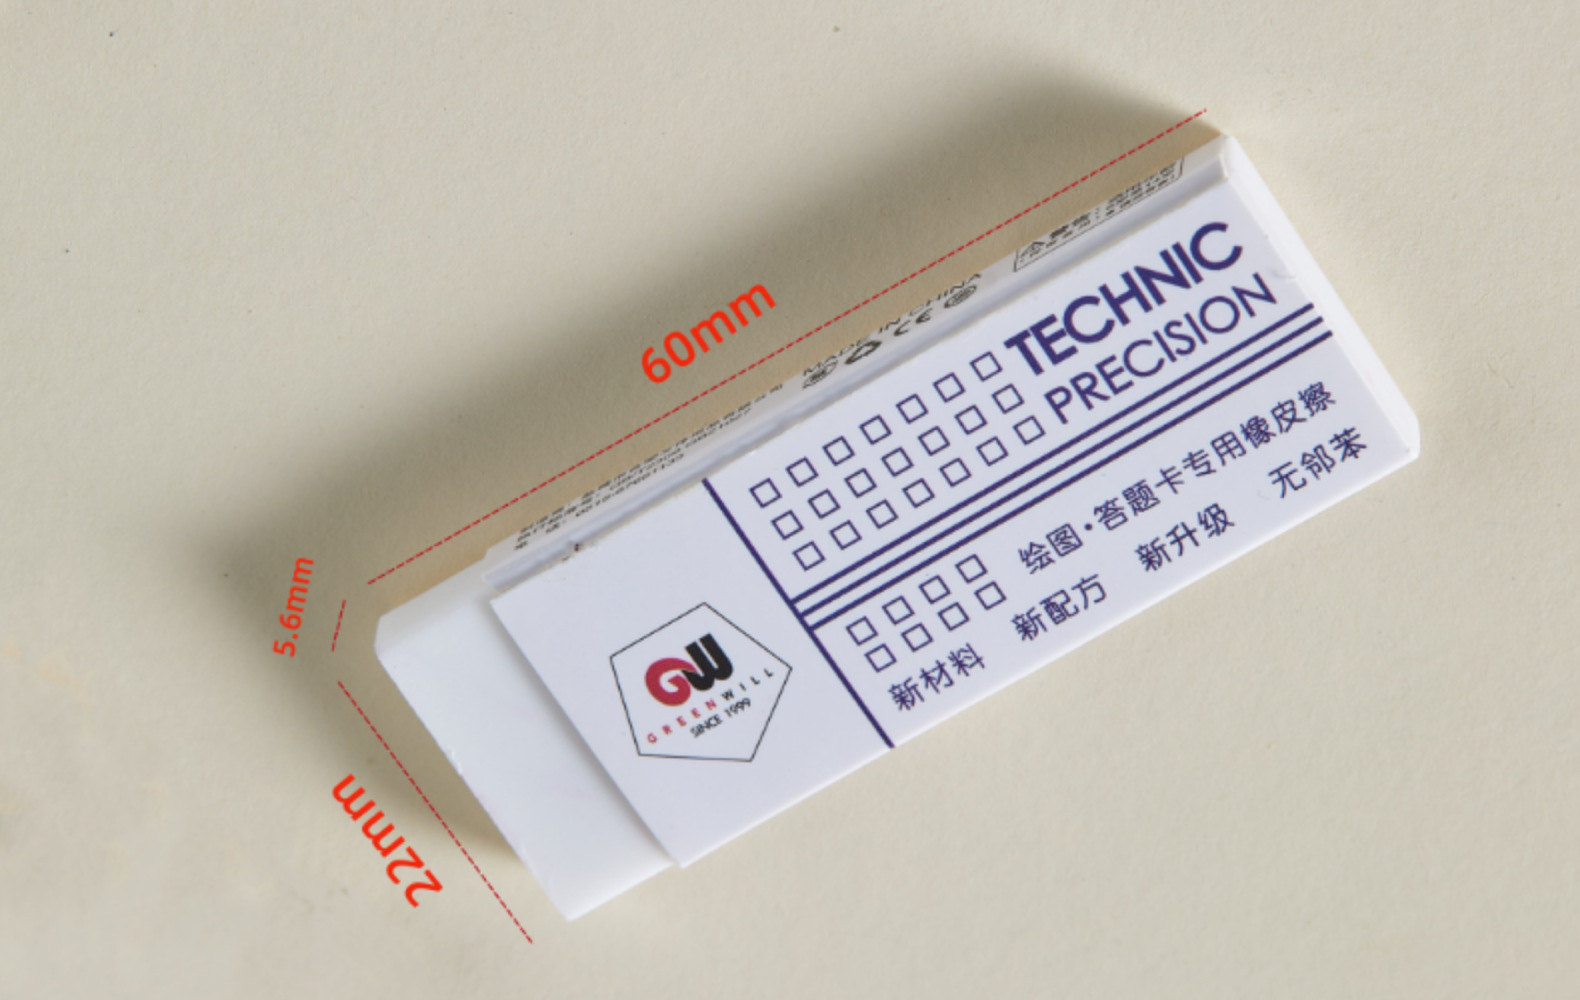 60mm
5.6mm
22mm
MADE IN CHINA
TECHNIC
PRECISION
绘图·答题卡专用橡皮擦
新材料 新配方 新升级 无邻苯
GW
GREENWILL
SINCE 1999